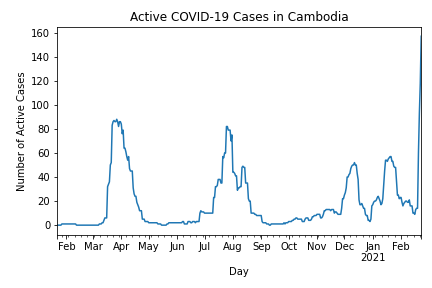 Active COVID-19 Cases in Cambodia
160
140
120
100
80
60
40
20
0
Number of Active Cases
Feb Mar Apr May Jun Jul Aug Sep Oct Nov Dec Jan Feb
2021
Day